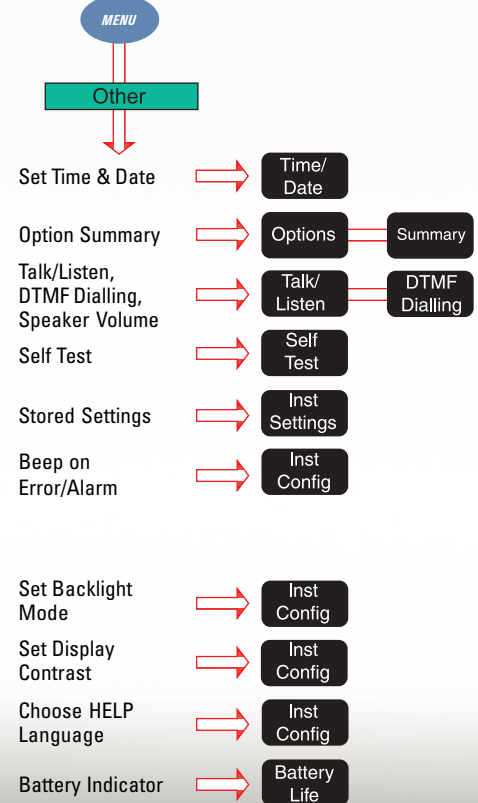 MENU
Other
Set Time & Date
Time/
Date
Option Summary
Options
Summary
Talk/Listen,
DTMF Dialling,
Speaker Volume
Talk/
Listen
DTMF
Dialling
Self Test
Self
Test
Stored Settings
Inst
Settings
Beep on
Error/Alarm
Inst
Config
Set Backlight
Mode
Inst
Config
Set Display
Contrast
Inst
Config
Choose HELP
Language
Inst
Config
Battery Indicator
Battery
Life